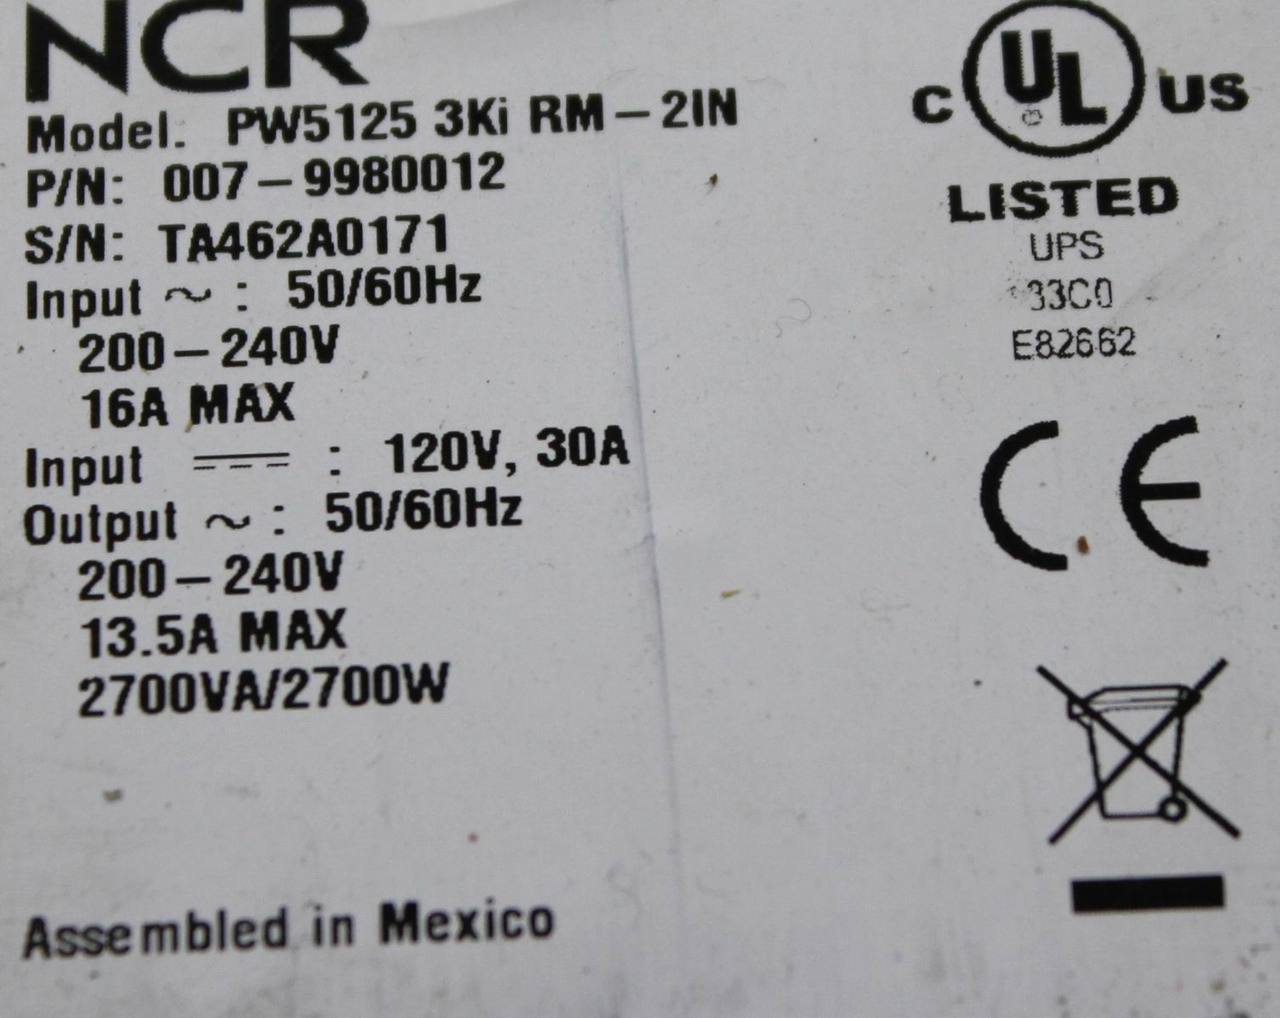 NCR
Model. PW5125 3Ki RM-2IN
P/N: 007-9980012
S/N: TA462A0171
Input ~ : 50/60Hz
200-240V
16A MAX
Input ⎓ : 120V, 30A
Output ~ : 50/60Hz
200-240V
13.5A MAX
2700VA/2700W
Assembled in Mexico
C UL US
LISTED
UPS
33C0
E82662
CE